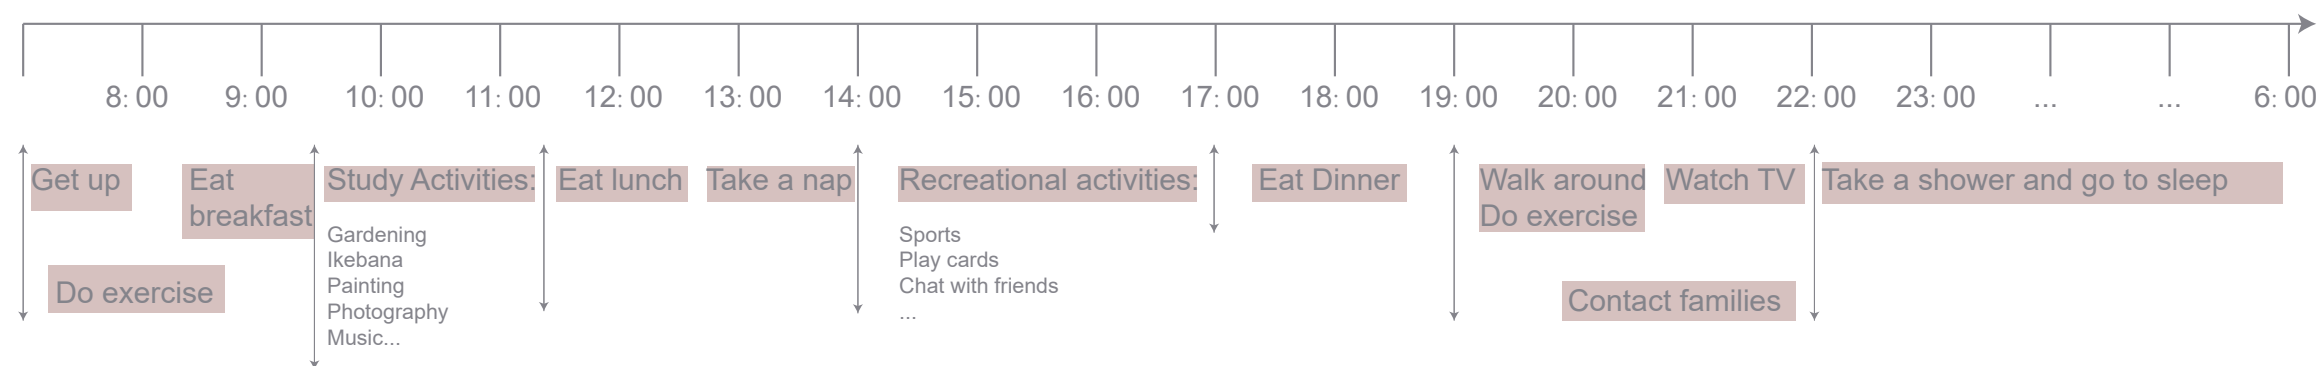 8: 00 9: 00 10: 00 11: 00 12: 00 13: 00 14: 00 15: 00 16: 00 17: 00 18: 00 19: 00 20: 00 21: 00 22: 00 23: 00 ... ... 6: 00
Get up
Do exercise
Eat
breakfast
Study Activities:
Gardening
Ikebana
Painting
Photography
Music...
Eat lunch
Take a nap
Recreational activities:
Sports
Play cards
Chat with friends
...
Eat Dinner
Walk around
Do exercise
Watch TV
Contact families
Take a shower and go to sleep